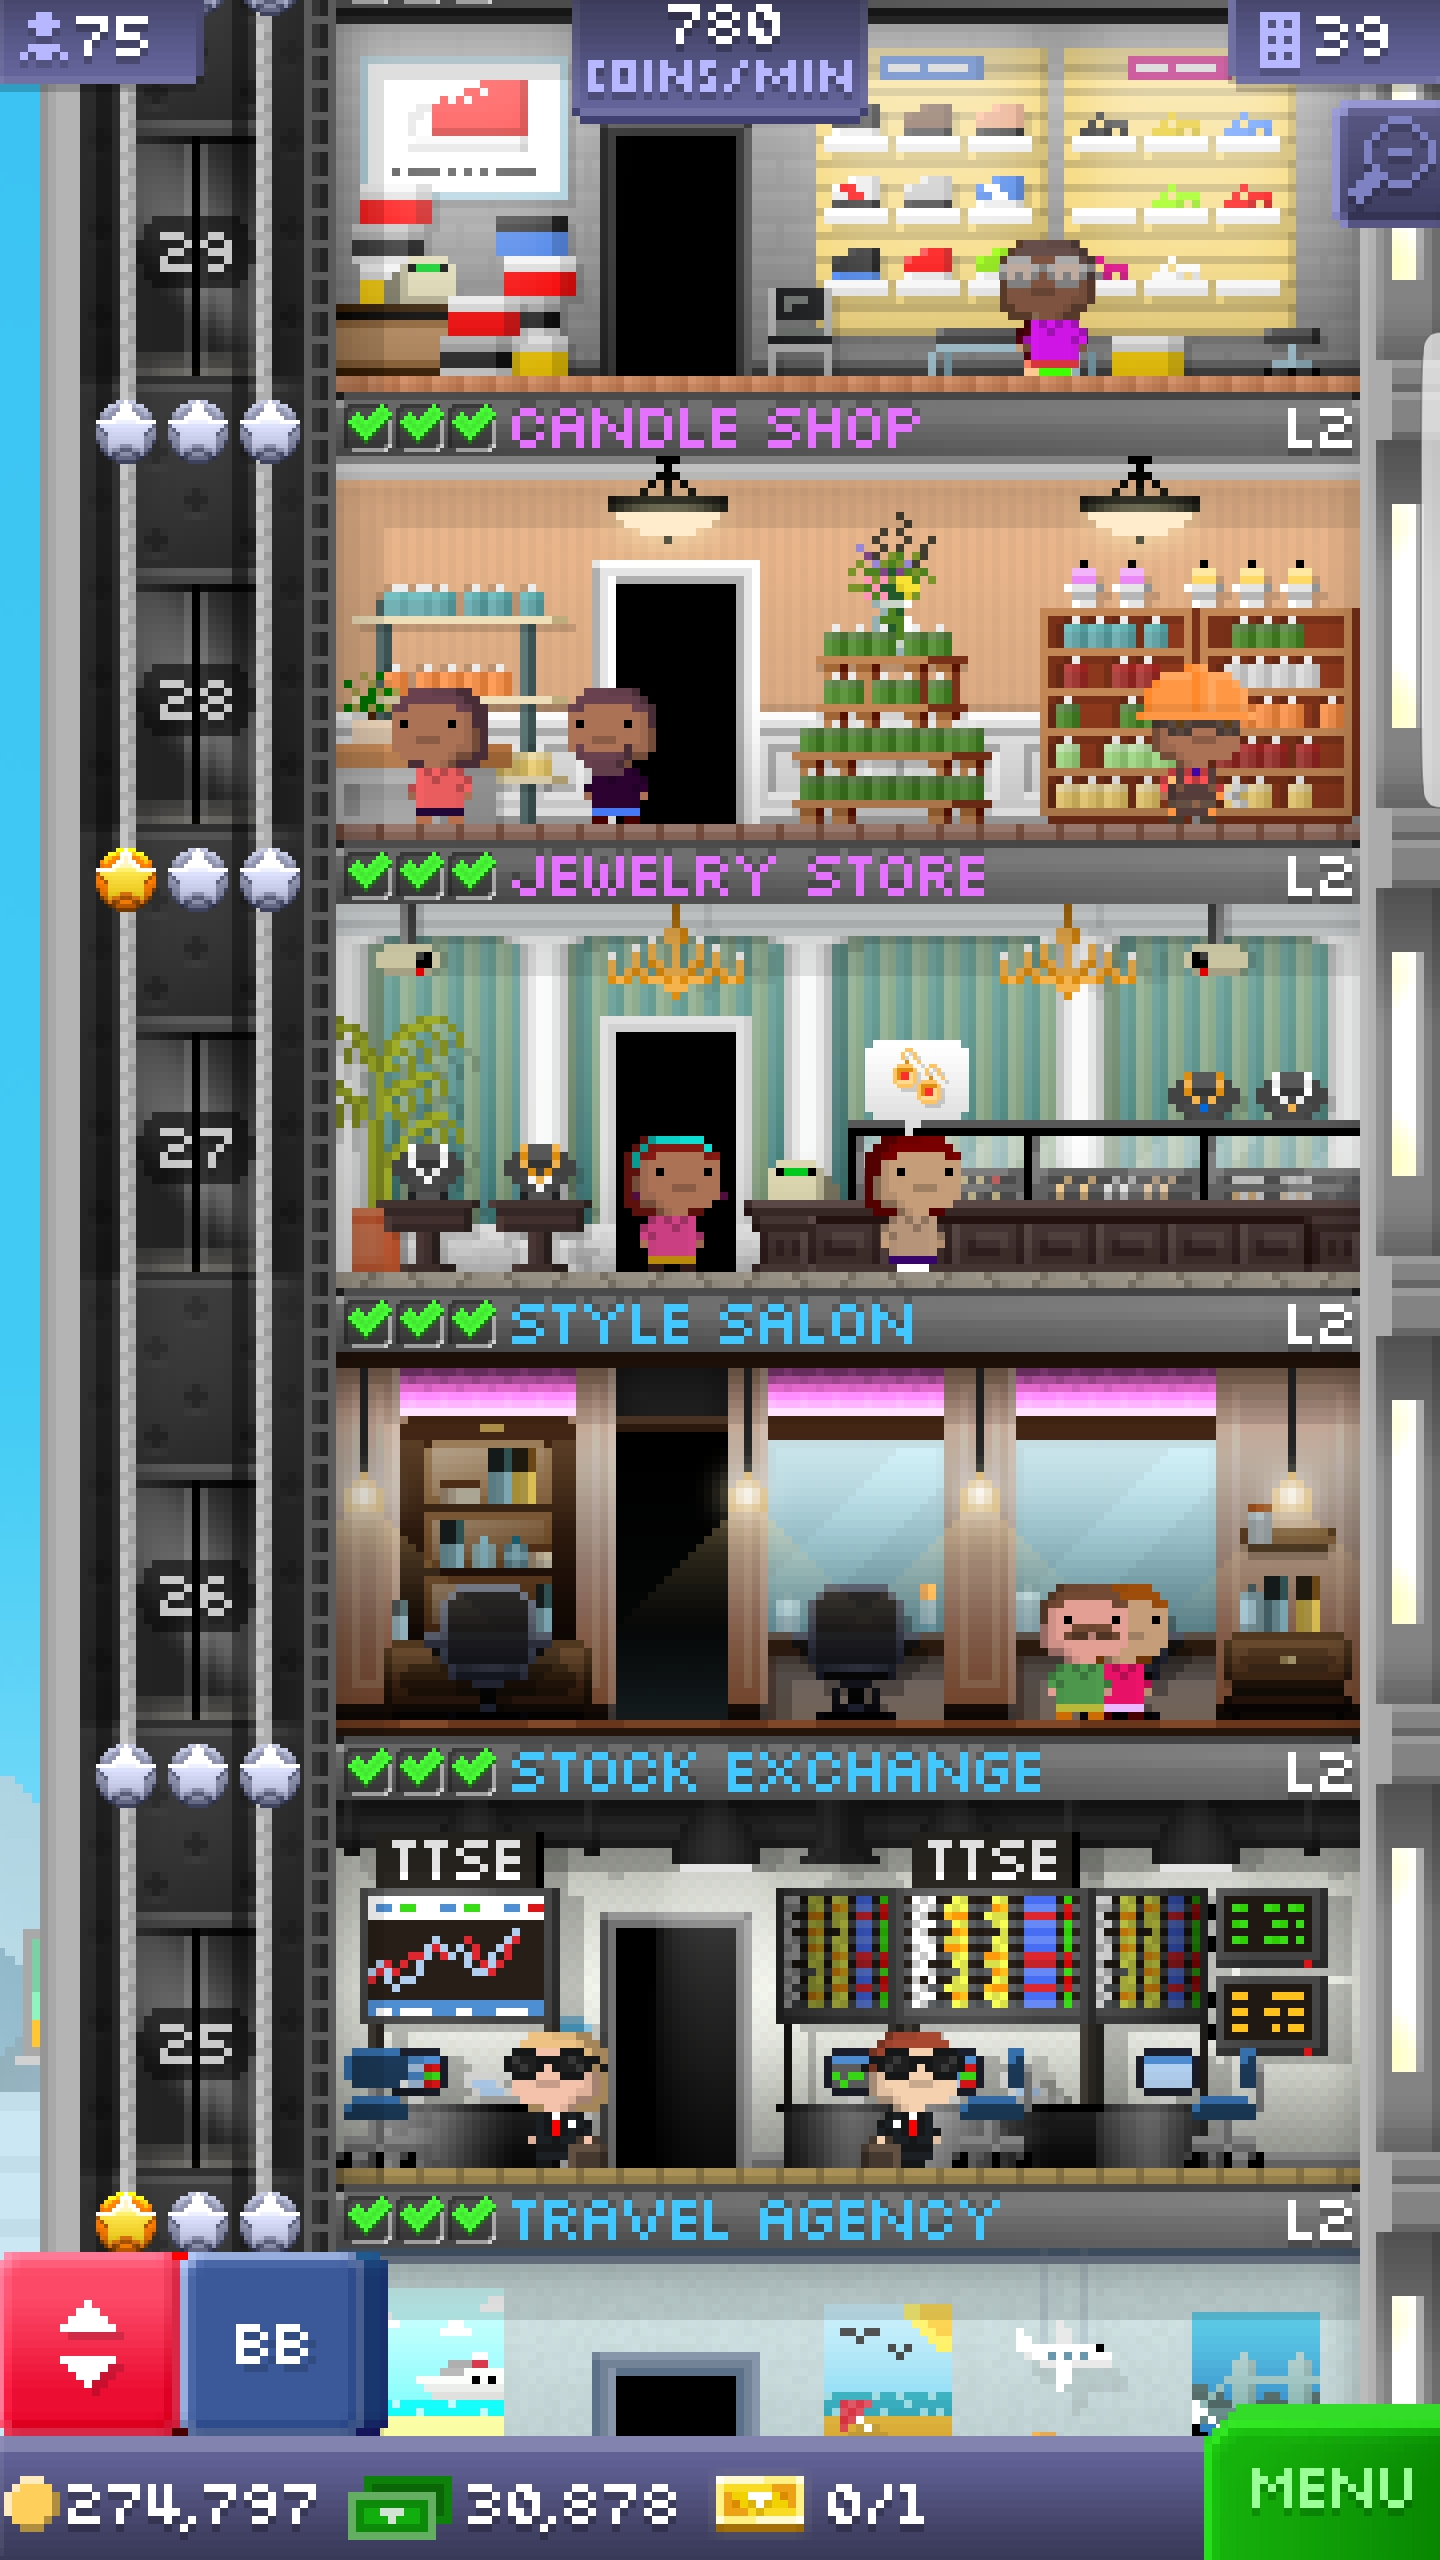 75
780
COINS/MIN
39
29
CANDLE SHOP L2
28
JEWELRY STORE L2
27
STYLE SALON L2
26
STOCK EXCHANGE L2
TTSE TTSE
25
TRAVEL AGENCY L2
BB
274,797 30,878 0/1 MENU